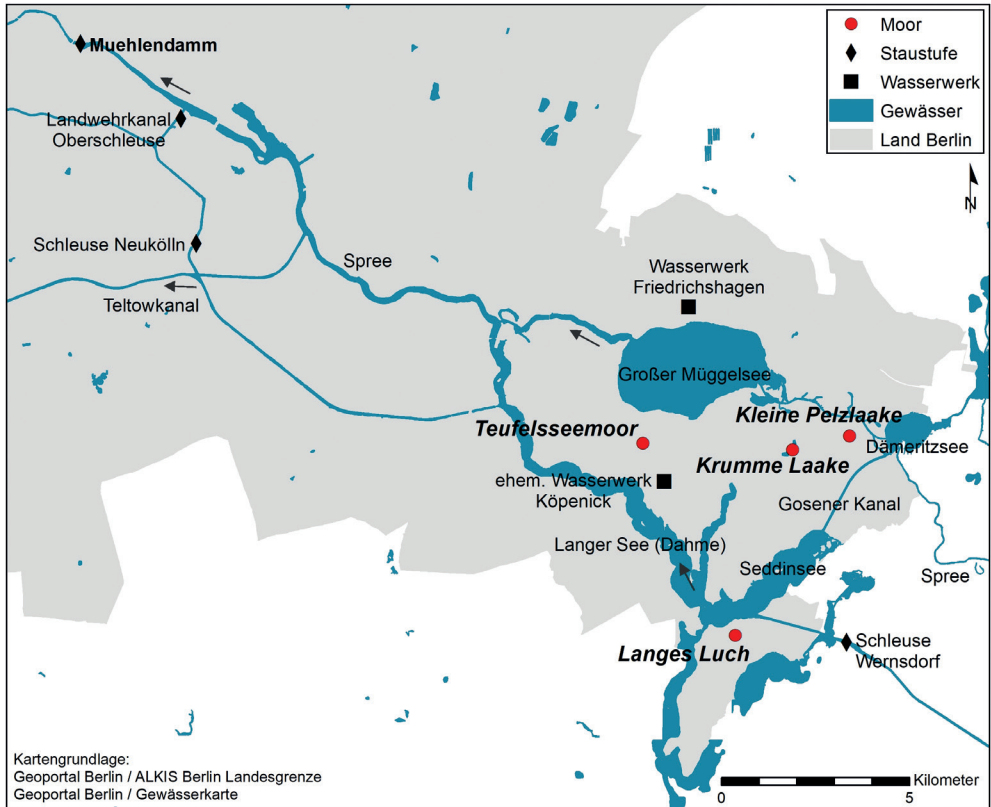 Muehlendamm
Landwehrkanal
Oberschleuse
Schleuse Neukölln
Teltowkanal
Spree
Moor
Staustufe
Wasserwerk
Gewässer
Land Berlin
N
Wasserwerk
Friedrichshagen
Großer Müggelsee
Teufelsseemoor
Kleine Pelzlaake
Krumme Laake
Dämeritzsee
ehem. Wasserwerk
Köpenick
Gosener Kanal
Langer See (Dahme)
Seddinsee
Spree
Langes Luch
Schleuse
Wernsdorf
Kartengrundlage:
Geoportal Berlin / ALKIS Berlin Landesgrenze
Geoportal Berlin / Gewässerkarte
Kilometer
0 5